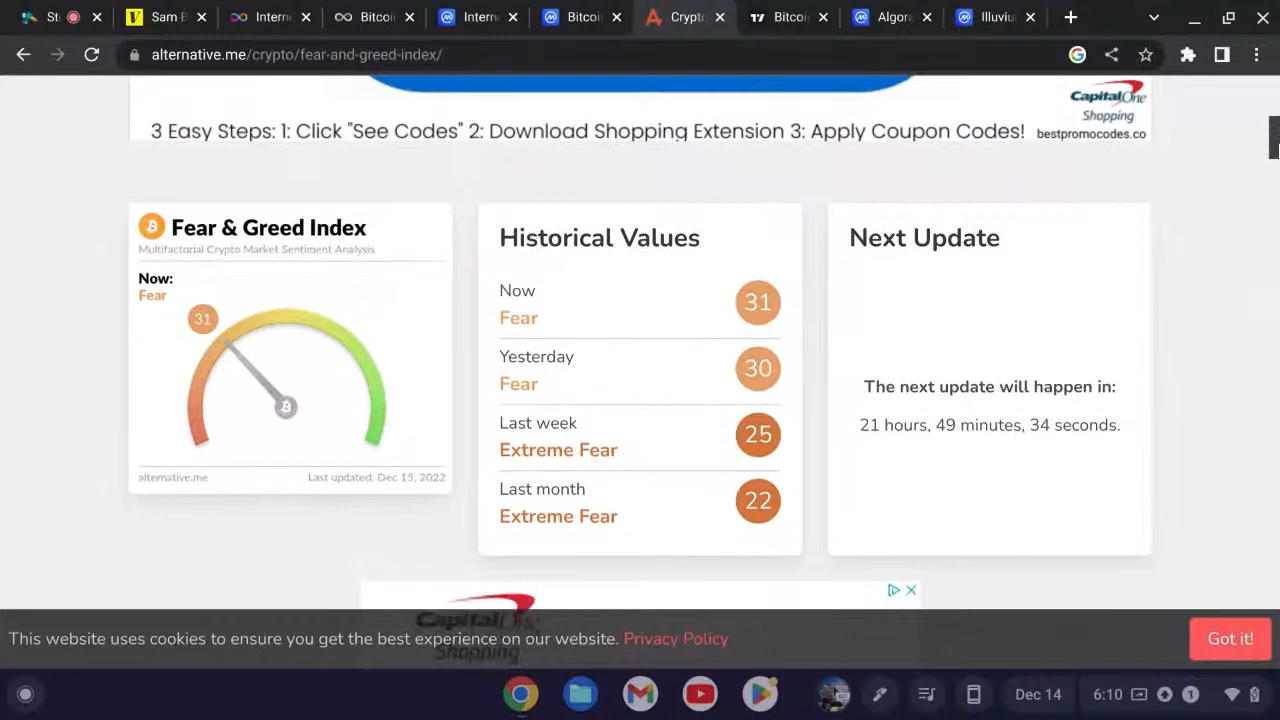 St
Sam B
Intern
Bitcoi
Intern
Bitcoi
Crypto
Bitcoi
Algora
Illuviu
alternative.me/crypto/fear-and-greed-index/
CapitalOne
Shopping
3 Easy Steps: 1: Click "See Codes" 2: Download Shopping Extension 3: Apply Coupon Codes!
bestpromocodes.co
Fear & Greed Index
Multifactorial Crypto Market Sentiment Analysis
Now:
Fear
31
alternative.me
Last updated: Dec 15, 2022
Historical Values
Now
Fear
31
Yesterday
Fear
30
Last week
Extreme Fear
25
Last month
Extreme Fear
22
Next Update
The next update will happen in:
21 hours, 49 minutes, 34 seconds.
Capital One
Shopping
This website uses cookies to ensure you get the best experience on our website. Privacy Policy
Got it!
Dec 14
6:10
1